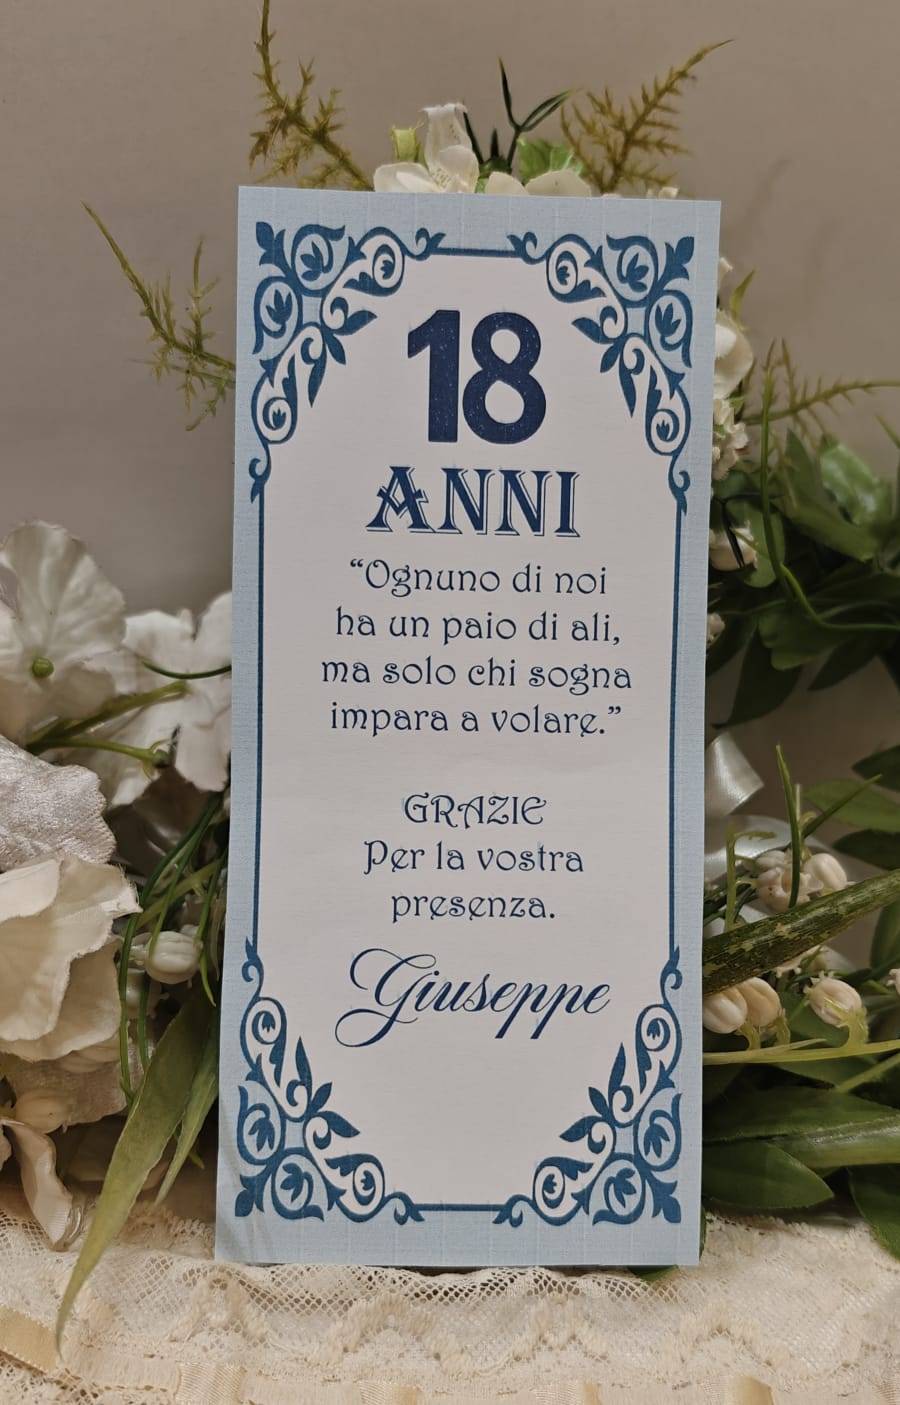 18
ANNI
“Ognuno di noi
ha un paio di ali,
ma solo chi sogna
impara a volare.”
GRAZIE
Per la vostra
presenza.
Giuseppe